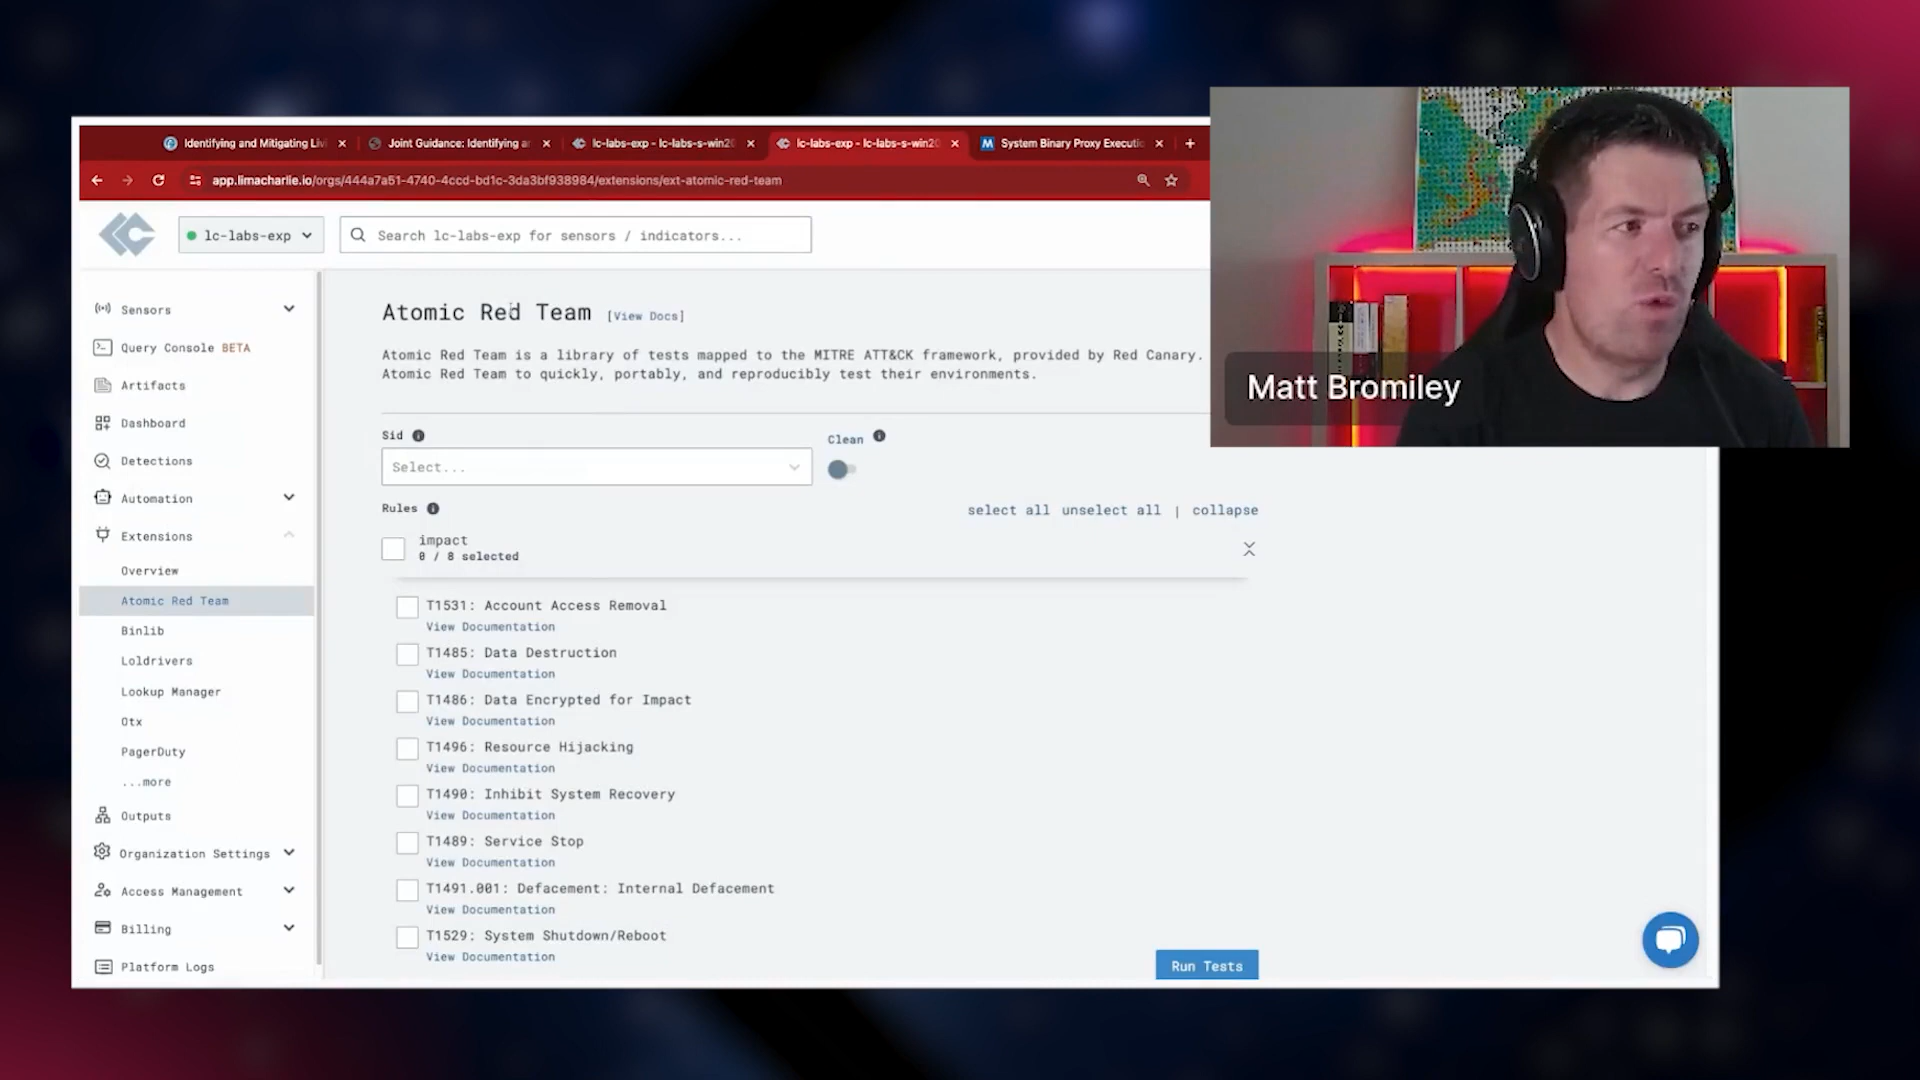 Identifying and Mitigating Livi
Joint Guidance: Identifying a
lc-labs-exp - lc-labs-s-win20
lc-labs-exp - lc-labs-s-win20
System Binary Proxy Executio
app.limacharlie.io/orgs/444a7a51-4740-4ccd-bd1c-3da3bf938984/extensions/ext-atomic-red-team
lc-labs-exp
Search lc-labs-exp for sensors / indicators...
Sensors
Query Console BETA
Artifacts
Dashboard
Detections
Automation
Extensions
Overview
Atomic Red Team
Binlib
Loldrivers
Lookup Manager
Otx
PagerDuty
...more
Outputs
Organization Settings
Access Management
Billing
Platform Logs
Atomic Red Team [View Docs]
Atomic Red Team is a library of tests mapped to the MITRE ATT&CK framework, provided by Red Canary.
Atomic Red Team to quickly, portably, and reproducibly test their environments.
Sid
Clean
Select...
Rules
select all unselect all | collapse
impact
0 / 8 selected
T1531: Account Access Removal
View Documentation
T1485: Data Destruction
View Documentation
T1486: Data Encrypted for Impact
View Documentation
T1496: Resource Hijacking
View Documentation
T1490: Inhibit System Recovery
View Documentation
T1489: Service Stop
View Documentation
T1491.001: Defacement: Internal Defacement
View Documentation
T1529: System Shutdown/Reboot
View Documentation
Run Tests
Matt Bromiley